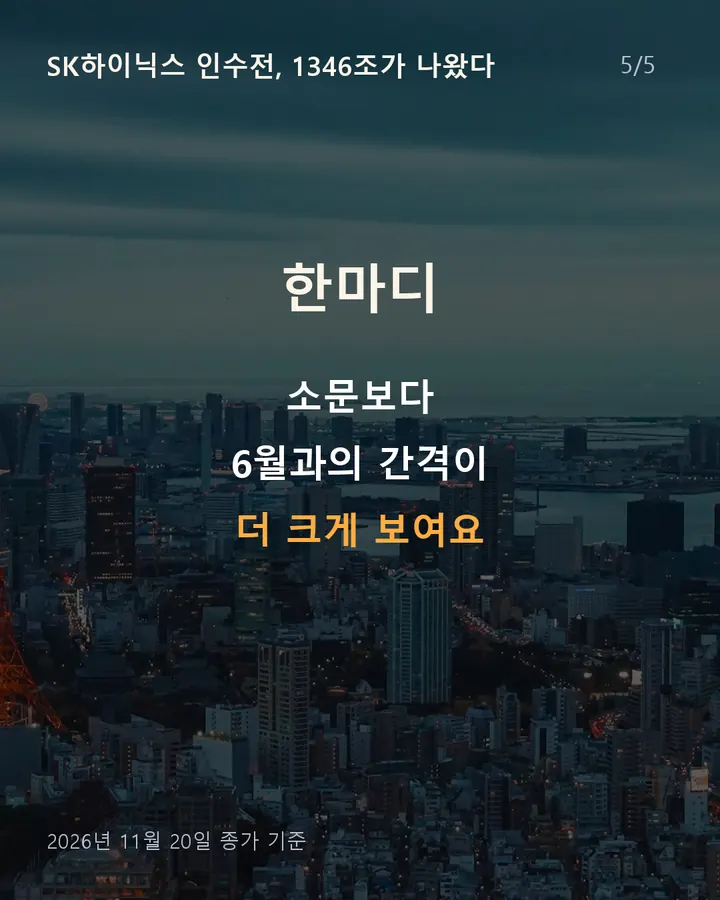 SK하이닉스 인수전, 1346조가 나왔다
5/5
한마디
소문보다
6월과의 간격이
더 크게 보여요
2026년 11월 20일 종가 기준